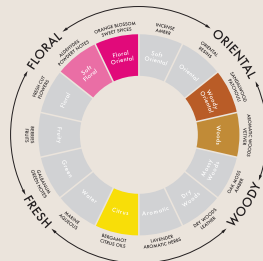 FLORAL
ORIENTAL
WOODY
FRESH
ORANGE BLOSSOM
SWEET SPICES
INCENSE
AMBER
ORIENTAL
RESINS
SANDALWOOD
PATCHOULI
AROMATIC WOODS
VETIVER
OAK MOSS
AMBER
DRY WOODS
LEATHER
LAVENDER
AROMATIC HERBS
BERGAMOT
CITRUS OILS
MARINE
AQUEOUS
GREEN NOTES
BERRIES
FRUITS
FRESH CUT
FLOWERS
ALDEHYDES
POWDERY NOTES
Floral
Oriental
Soft
Oriental
Oriental
Woody
Oriental
Woods
Mossy
Woods
Dry
Woods
Aromatic
Citrus
Water
Green
Fruity
Floral
Soft
Floral